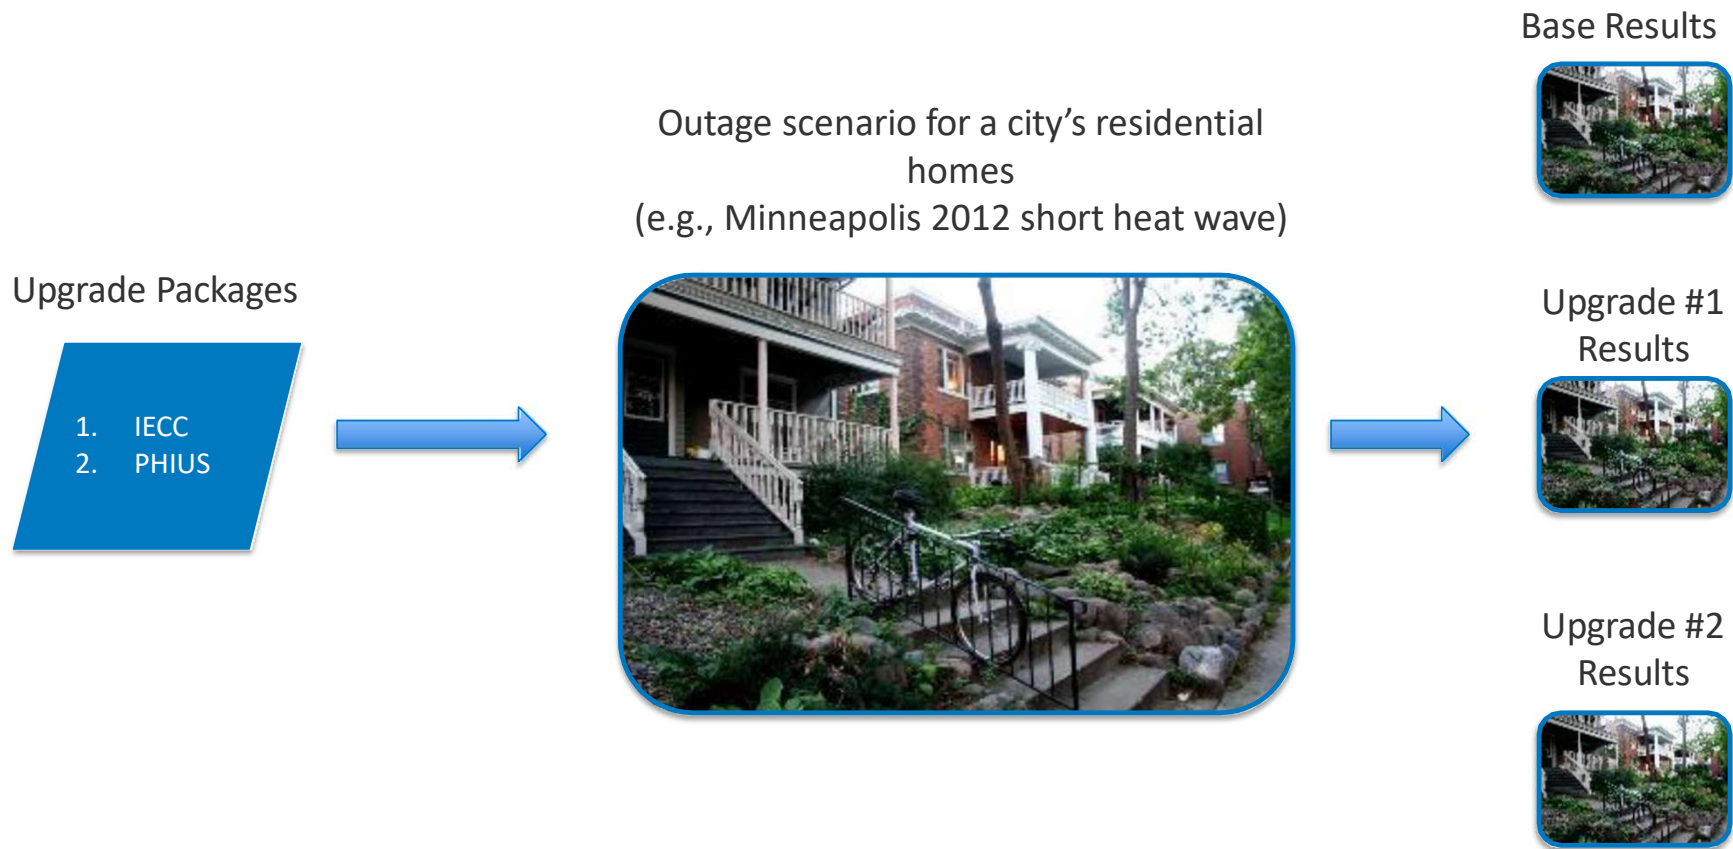 Upgrade Packages
1. IECC
2. PHIUS
Outage scenario for a city’s residential
homes
(e.g., Minneapolis 2012 short heat wave)
Base Results
Upgrade #1
Results
Upgrade #2
Results